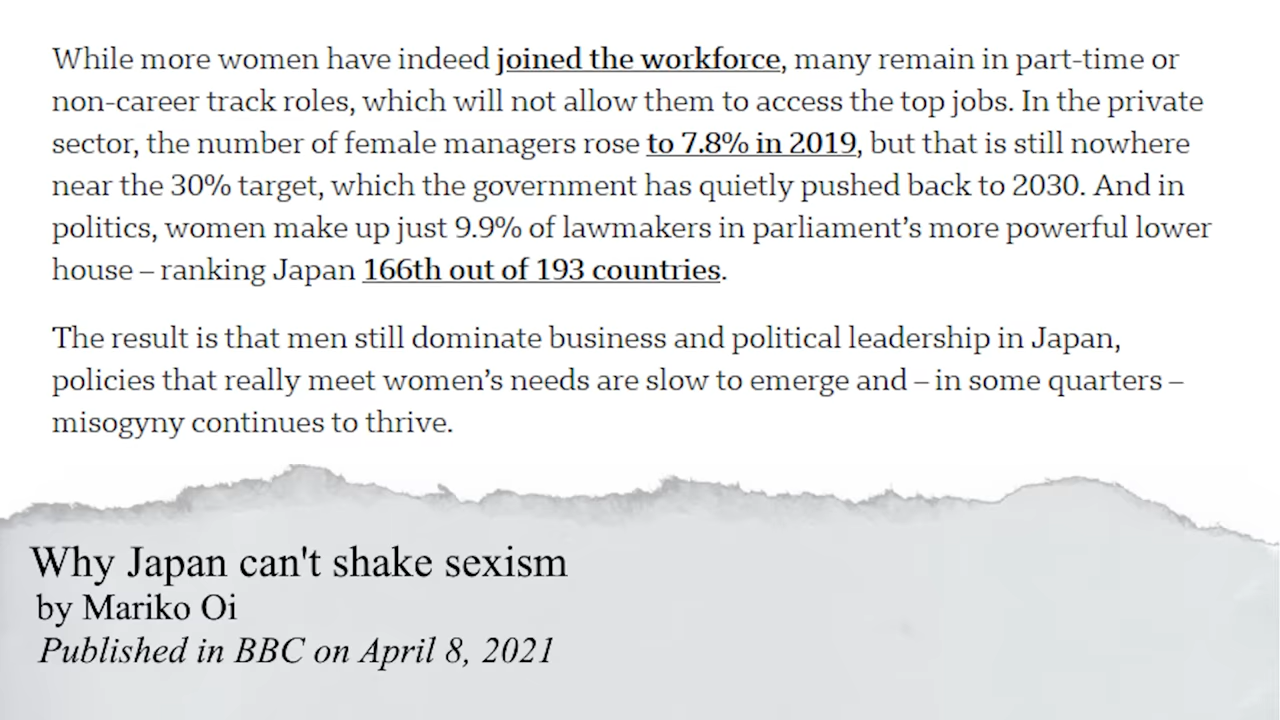 While more women have indeed joined the workforce, many remain in part-time or
non-career track roles, which will not allow them to access the top jobs. In the private
sector, the number of female managers rose to 7.8% in 2019, but that is still nowhere
near the 30% target, which the government has quietly pushed back to 2030. And in
politics, women make up just 9.9% of lawmakers in parliament’s more powerful lower
house – ranking Japan 166th out of 193 countries.
The result is that men still dominate business and political leadership in Japan,
policies that really meet women’s needs are slow to emerge and – in some quarters –
misogyny continues to thrive.
Why Japan can't shake sexism
by Mariko Oi
Published in BBC on April 8, 2021